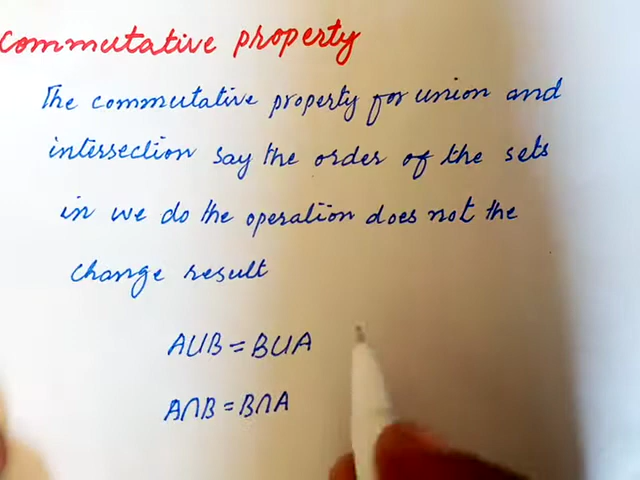 commutative property
The commutative property for union and
interssection say the order of the sets
in we do the operation does not the
change result
A∪B = B∪A
A∩B = B∩A